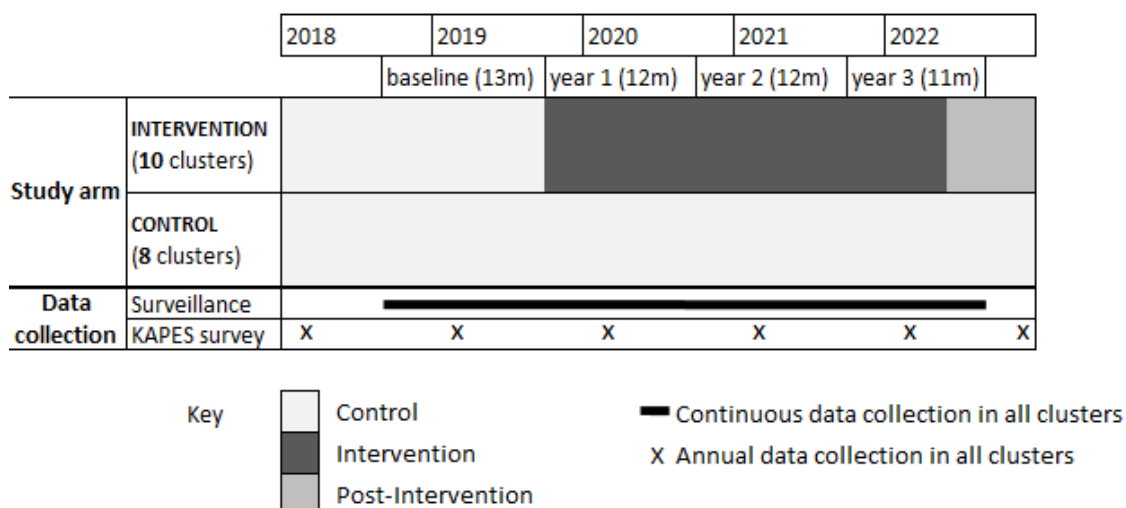 2018 2019 2020 2021 2022
baseline (13m) year 1 (12m) year 2 (12m) year 3 (11m)
Study arm
INTERVENTION
(10 clusters)
CONTROL
(8 clusters)
Data
collection
Surveillance
KAPES survey X X X X X X
Key
Control
Intervention
Post-Intervention
Continuous data collection in all clusters
X Annual data collection in all clusters